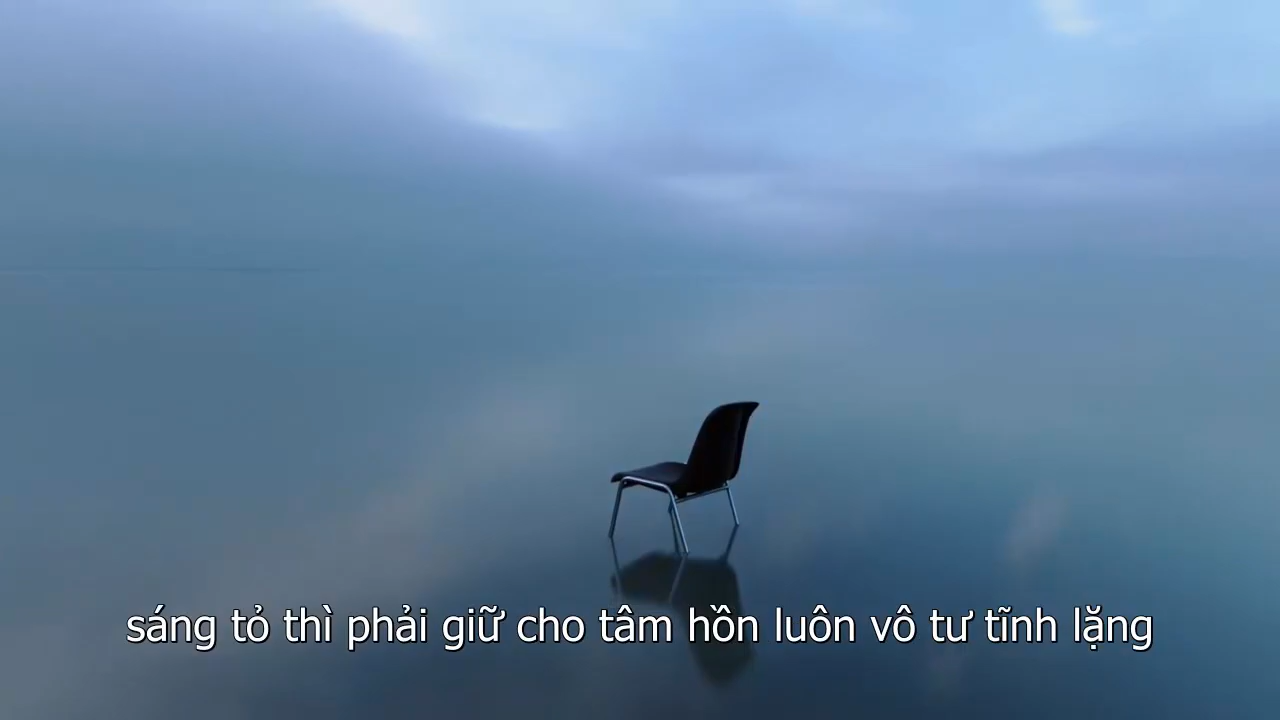 sáng tỏ thì phải giữ cho tâm hồn luôn vô tư tĩnh lặng